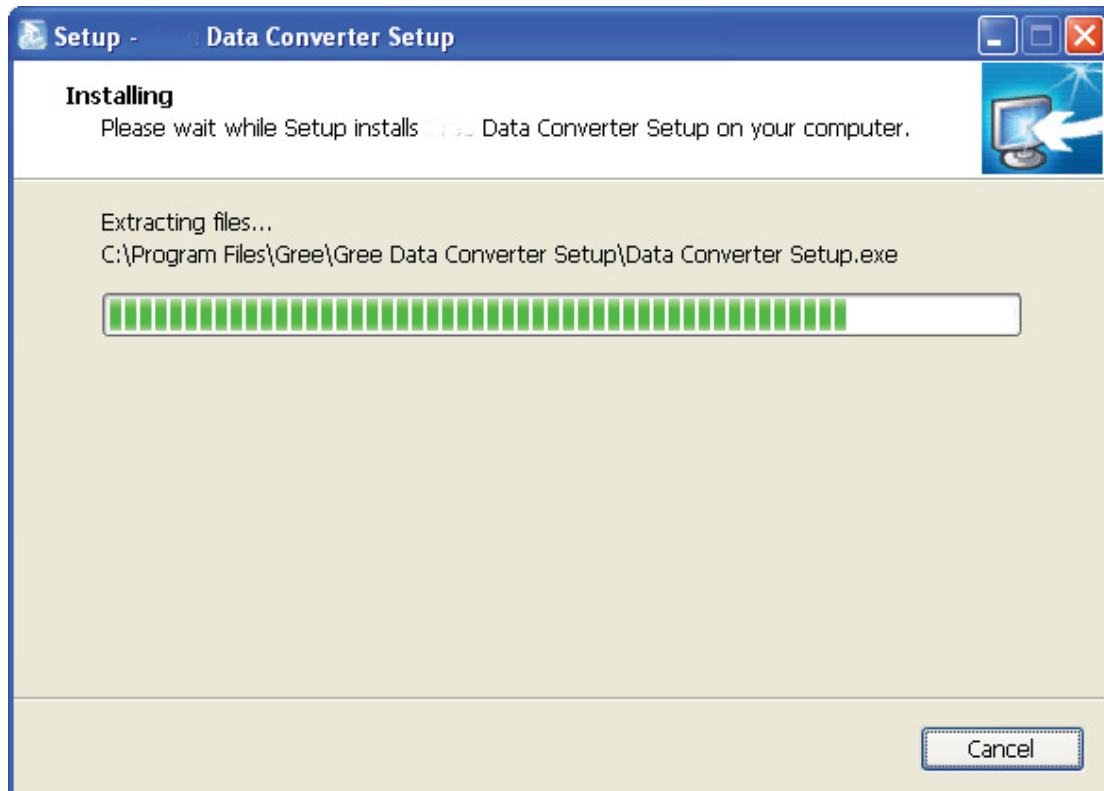 Setup - Data Converter Setup
Installing
Please wait while Setup installs Data Converter Setup on your computer.
Extracting files...
C:\Program Files\Gree\Gree Data Converter Setup\Data Converter Setup.exe
Cancel